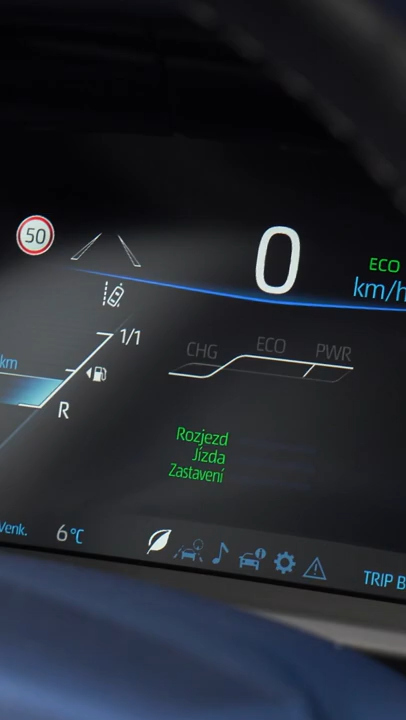 50
0
ECO
km/h
1/1
km
R
CHG ECO PWR
Rozjezd
Jízda
Zastavení
Venk. 6°C
TRIP B